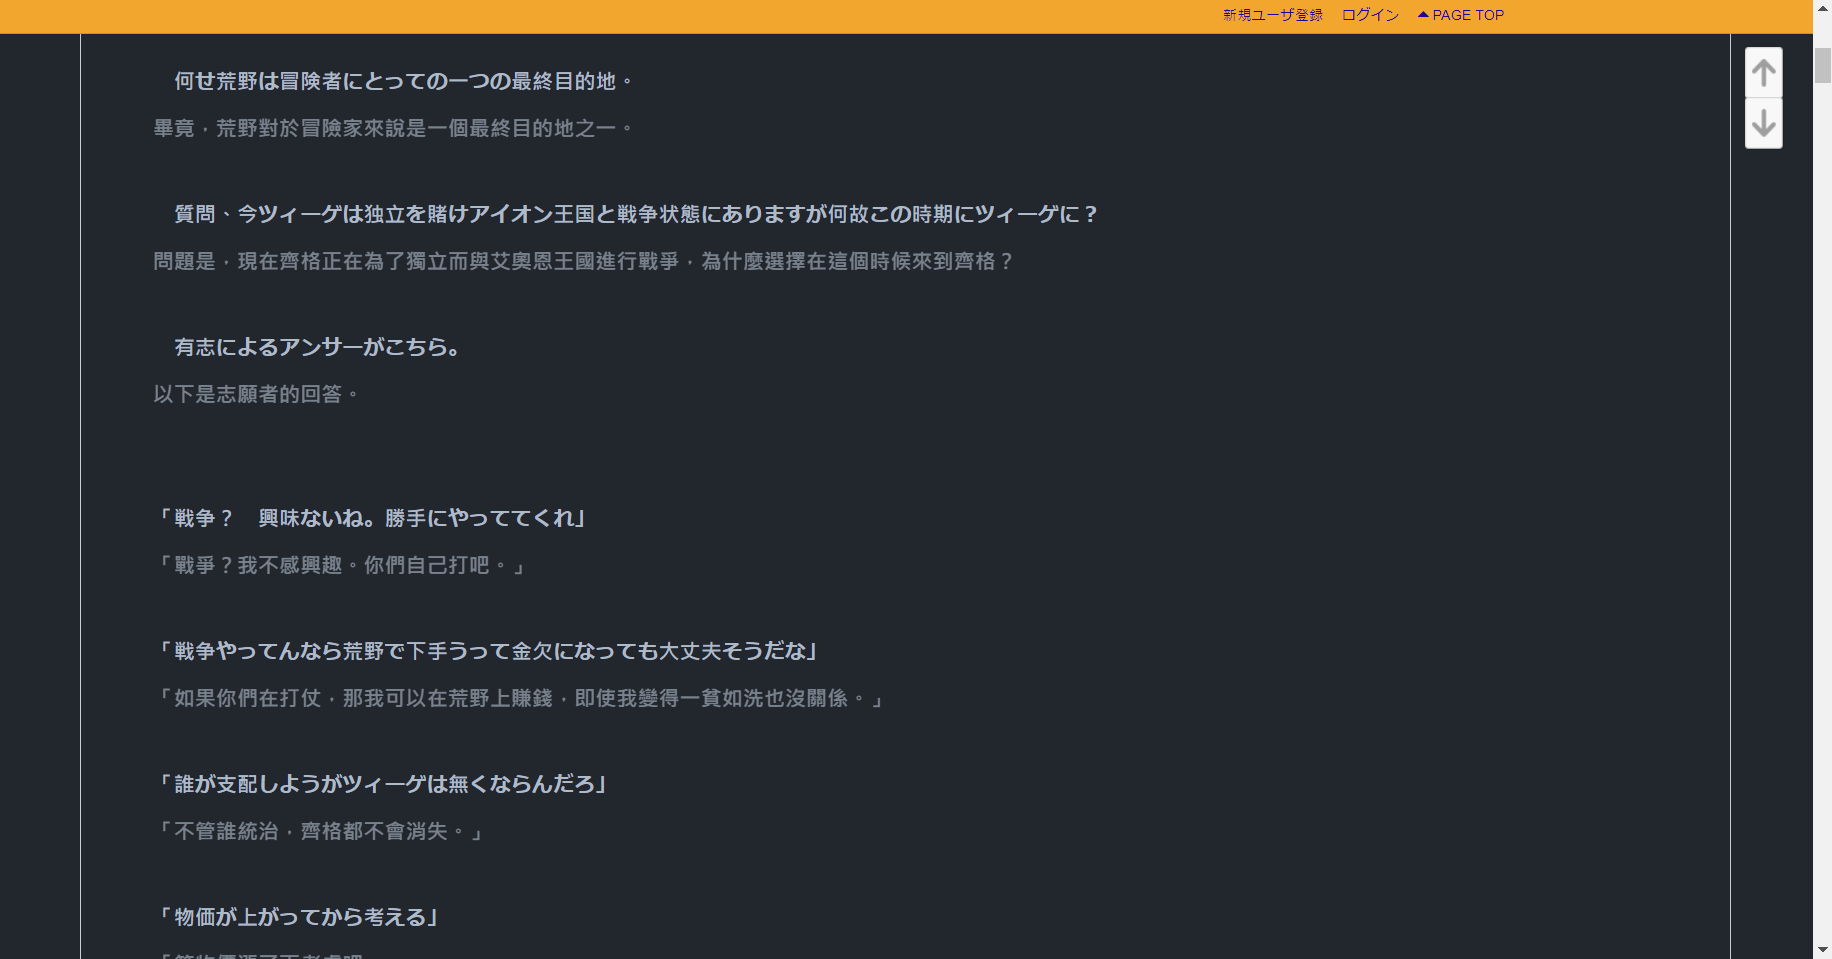 新規ユーザ登録 ログイン PAGE TOP
何せ荒野は冒険者にとっての一つの最終目的地。
畢竟，荒野對於冒險家來說是一個最終目的地之一。
質問、今ツィーゲは独立を賭けアイオン王国と戦争状態にありますが何故この時期にツィーゲに？
問題是，現在齊格正在為了獨立而與艾奧恩王國進行戰爭，為什麼選擇在這個時候來到齊格？
有志によるアンサーがこちら。
以下是志願者的回答。
「戦争？　興味ないね。勝手にやっててくれ」
「戰爭？我不感興趣。你們自己打吧。」
「戦争やってんなら荒野で下手うって金欠になっても大丈夫そうだな」
「如果你們在打仗，那我可以在荒野上賺錢，即使我變得一貧如洗也沒關係。」
「誰が支配しようがツィーゲは無くならんだろ」
「不管誰統治，齊格都不會消失。」
「物価が上がってから考える」